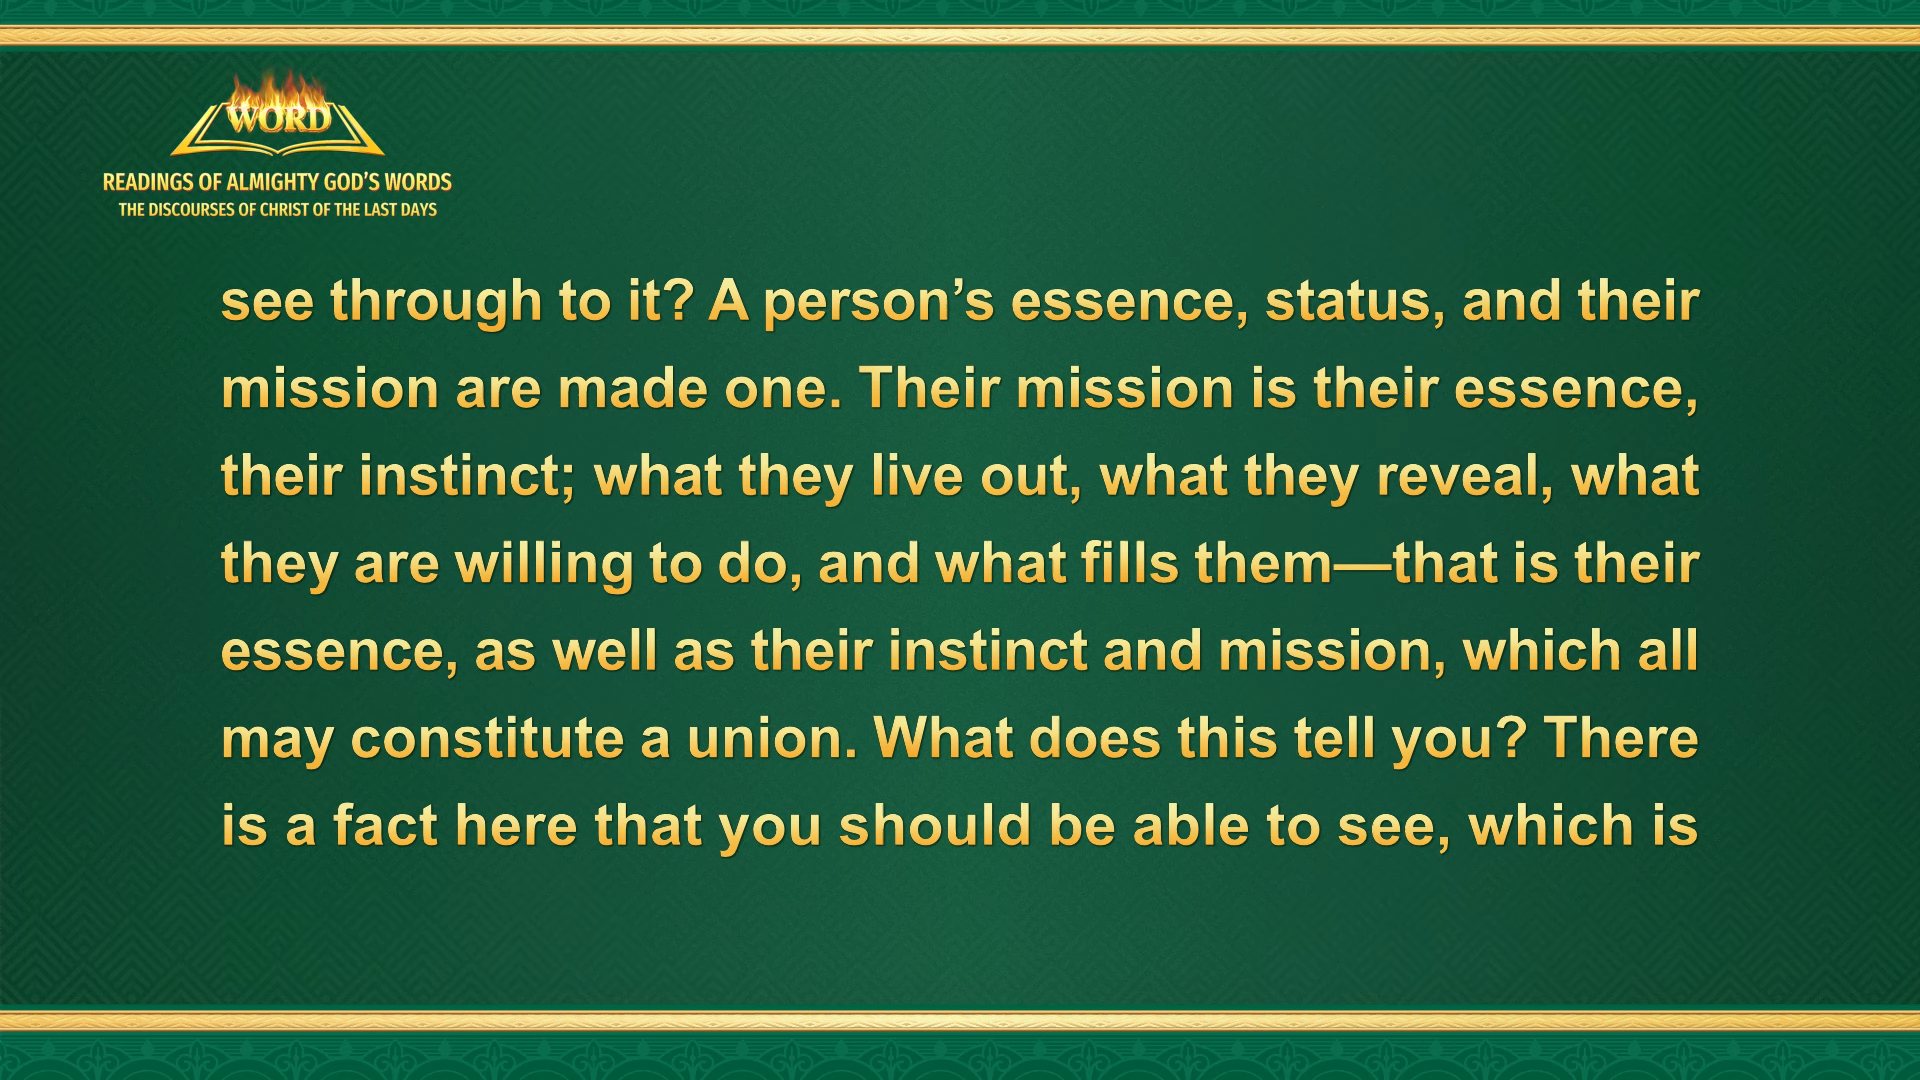 WORD
READINGS OF ALMIGHTY GOD’S WORDS
THE DISCOURSES OF CHRIST OF THE LAST DAYS
see through to it? A person’s essence, status, and their
mission are made one. Their mission is their essence,
their instinct; what they live out, what they reveal, what
they are willing to do, and what fills them—that is their
essence, as well as their instinct and mission, which all
may constitute a union. What does this tell you? There
is a fact here that you should be able to see, which is